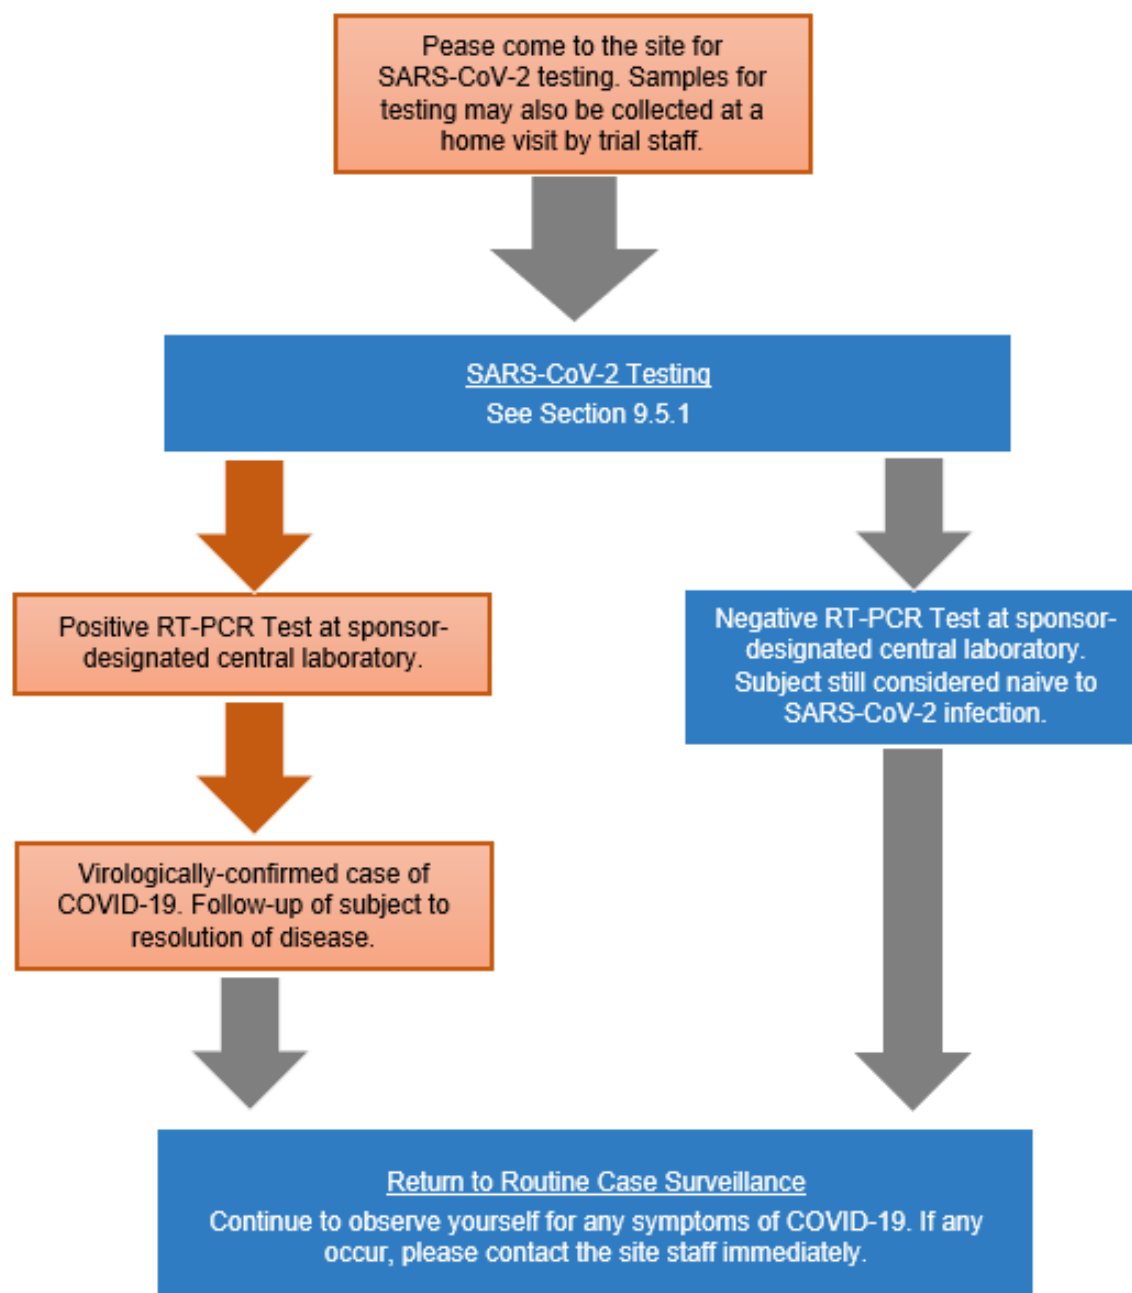 Pease come to the site for
SARS-CoV-2 testing. Samples for
testing may also be collected at a
home visit by trial staff.
SARS-CoV-2 Testing
See Section 9.5.1
Positive RT-PCR Test at sponsor-
designated central laboratory.
Negative RT-PCR Test at sponsor-
designated central laboratory.
Subject still considered naive to
SARS-CoV-2 infection.
Virologically-confirmed case of
COVID-19. Follow-up of subject to
resolution of disease.
Return to Routine Case Surveillance
Continue to observe yourself for any symptoms of COVID-19. If any
occur, please contact the site staff immediately.